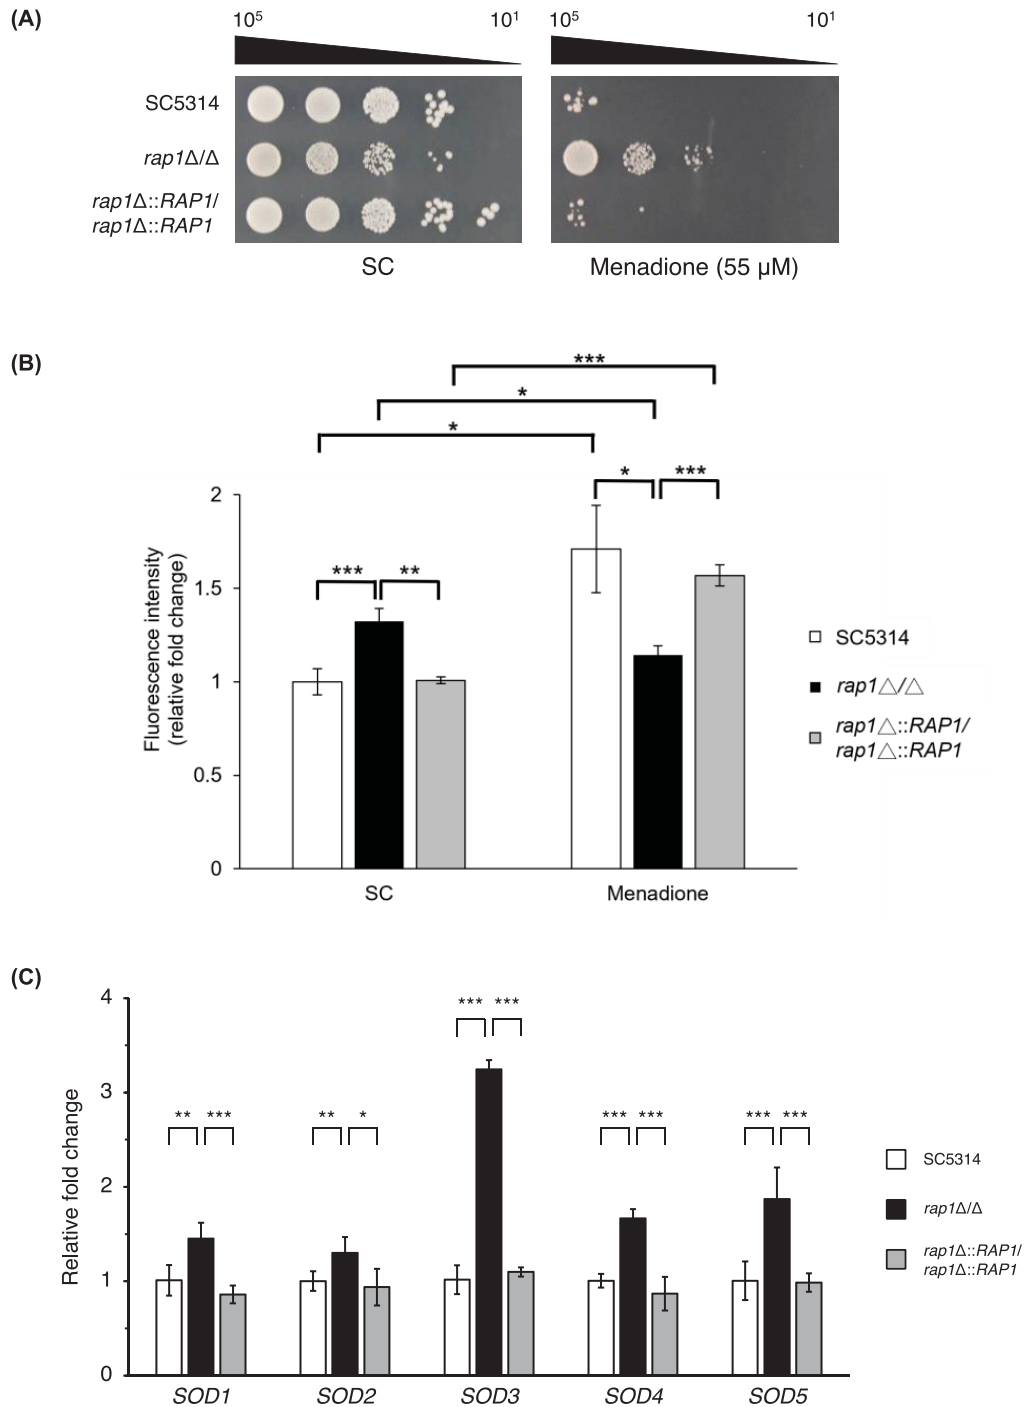 (A)
10⁵ 10¹ 10⁵ 10¹
SC5314
rap1Δ/Δ
rap1Δ::RAP1/
rap1Δ::RAP1
SC Menadione (55 µM)
(B)
***
*
*
* ***
*** **
2
1.5
1
0.5
0
Fluorescence intensity
(relative fold change)
SC Menadione
SC5314
rap1△/△
rap1△::RAP1/
rap1△::RAP1
(C)
4
3
2
1
0
Relative fold change
*** ***
** *** ** * *** *** *** ***
SOD1 SOD2 SOD3 SOD4 SOD5
SC5314
rap1Δ/Δ
rap1Δ::RAP1/
rap1Δ::RAP1